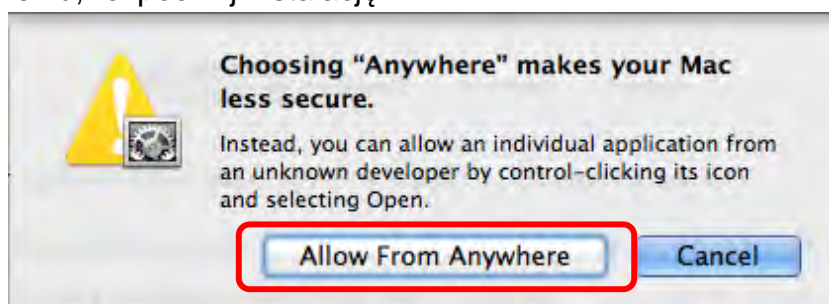 Choosing “Anywhere” makes your Mac
less secure.
Instead, you can allow an individual application from
an unknown developer by control-clicking its icon
and selecting Open.
Allow From Anywhere
Cancel